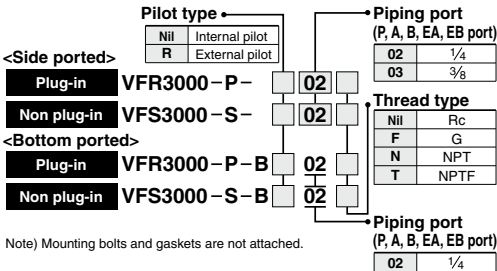 Pilot type
Nil Internal pilot
R External pilot
Piping port
(P, A, B, EA, EB port)
02 1/4
03 3/8
<Side ported>
Plug-in VFR3000-P- 02
Non plug-in VFS3000-S- 02
Thread type
Nil Rc
F G
N NPT
T NPTF
<Bottom ported>
Plug-in VFR3000-P-B 02
Non plug-in VFS3000-S-B 02
Piping port
(P, A, B, EA, EB port)
02 1/4
Note) Mounting bolts and gaskets are not attached.